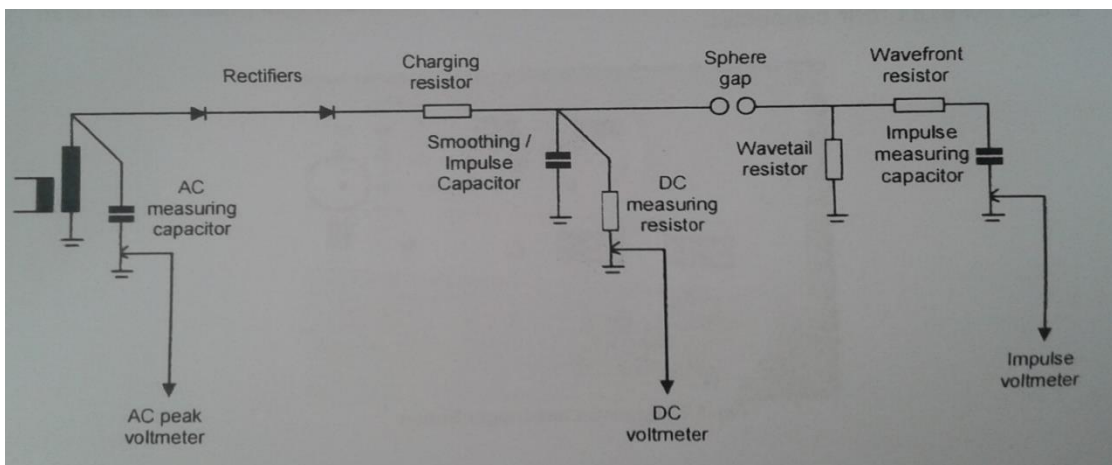 Rectifiers
Charging
resistor
Sphere
gap
Wavefront
resistor
AC
measuring
capacitor
Smoothing /
Impulse
Capacitor
DC
measuring
resistor
Wavetail
resistor
Impulse
measuring
capacitor
AC peak
voltmeter
DC
voltmeter
Impulse
voltmeter